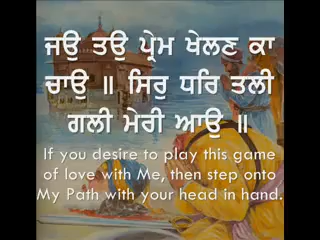 ਜਉ ਤਉ ਪ੍ਰੇਮ ਖੇਲਣ ਕਾ
ਚਾਉ ॥ ਸਿਰੁ ਧਰਿ ਤਲੀ
ਗਲੀ ਮੇਰੀ ਆਉ ॥
If you desire to play this game
of love with Me, then step onto
My Path with your head in hand.